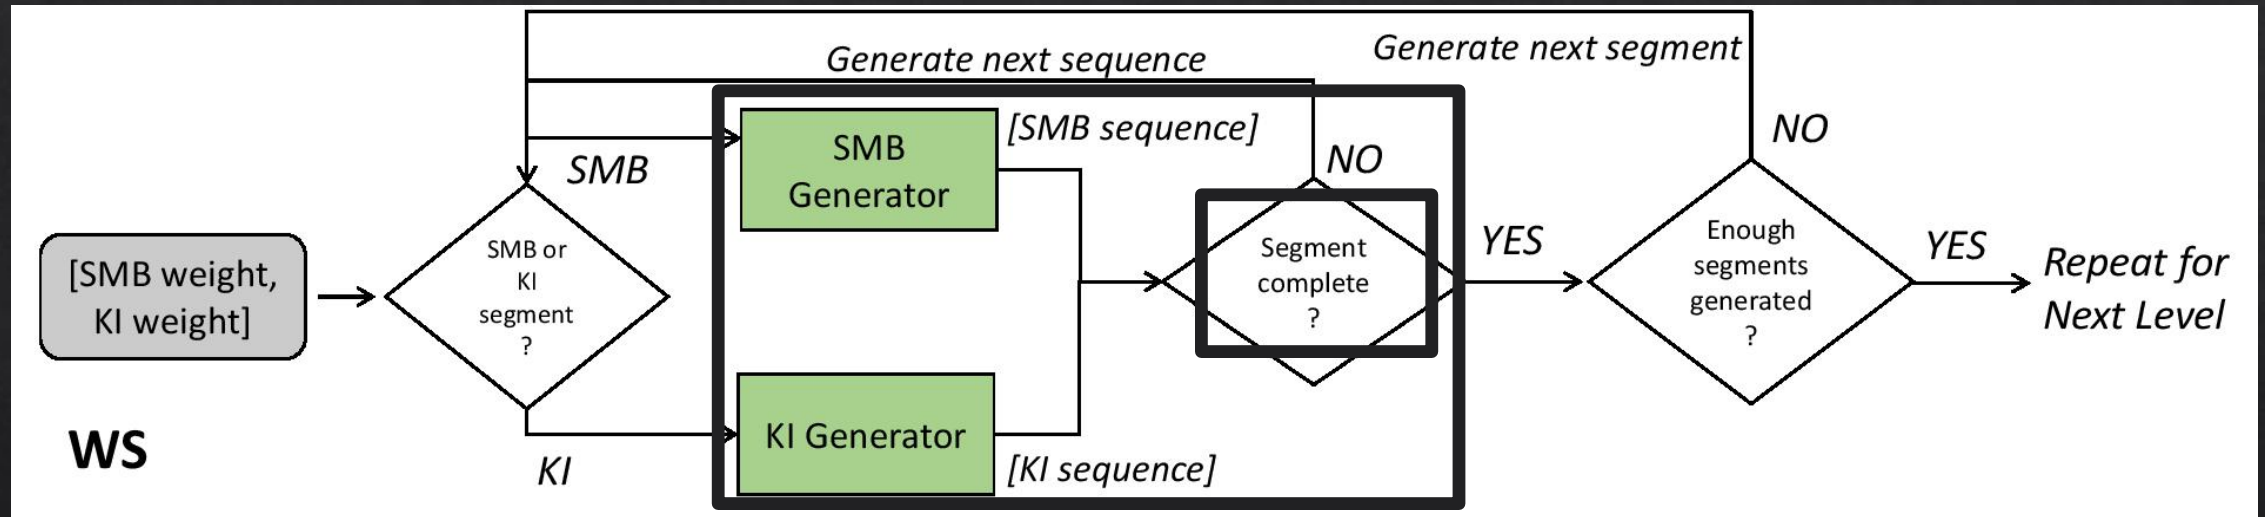 Generate next sequence
Generate next segment
SMB
Generator
[SMB sequence]
NO
NO
SMB
[SMB weight,
KI weight]
SMB or
KI
segment
?
Segment
complete
?
YES
Enough
segments
generated
?
YES
Repeat for
Next Level
WS
KI
KI Generator
[KI sequence]